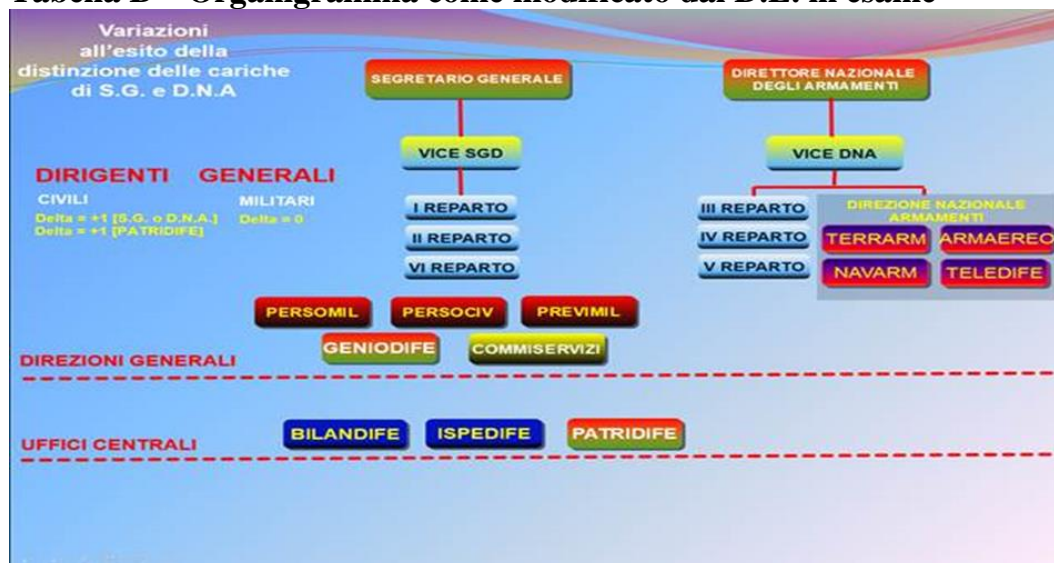 Tabella B – Organigramma come modificato dal D.L. in esame
Variazioni
all'esito della
distinzione delle cariche
di S.G. e D.N.A
SEGRETARIO GENERALE
DIRETTORE NAZIONALE
DEGLI ARMAMENTI
VICE SGD
VICE DNA
DIRIGENTI GENERALI
CIVILI
MILITARI
Delta = +1 [S.G. o D.N.A.]
Delta = 0
Delta = +1 [PATRIDIFE]
I REPARTO
II REPARTO
VI REPARTO
III REPARTO
IV REPARTO
V REPARTO
DIREZIONE NAZIONALE
ARMAMENTI
TERRARM
ARMAEREO
NAVARM
TELEDIFE
PERSOMIL
PERSOCIV
PREVIMIL
GENIODIFE
COMMISERVIZI
DIREZIONI GENERALI
BILANDIFE
ISPEDIFE
PATRIDIFE
UFFICI CENTRALI